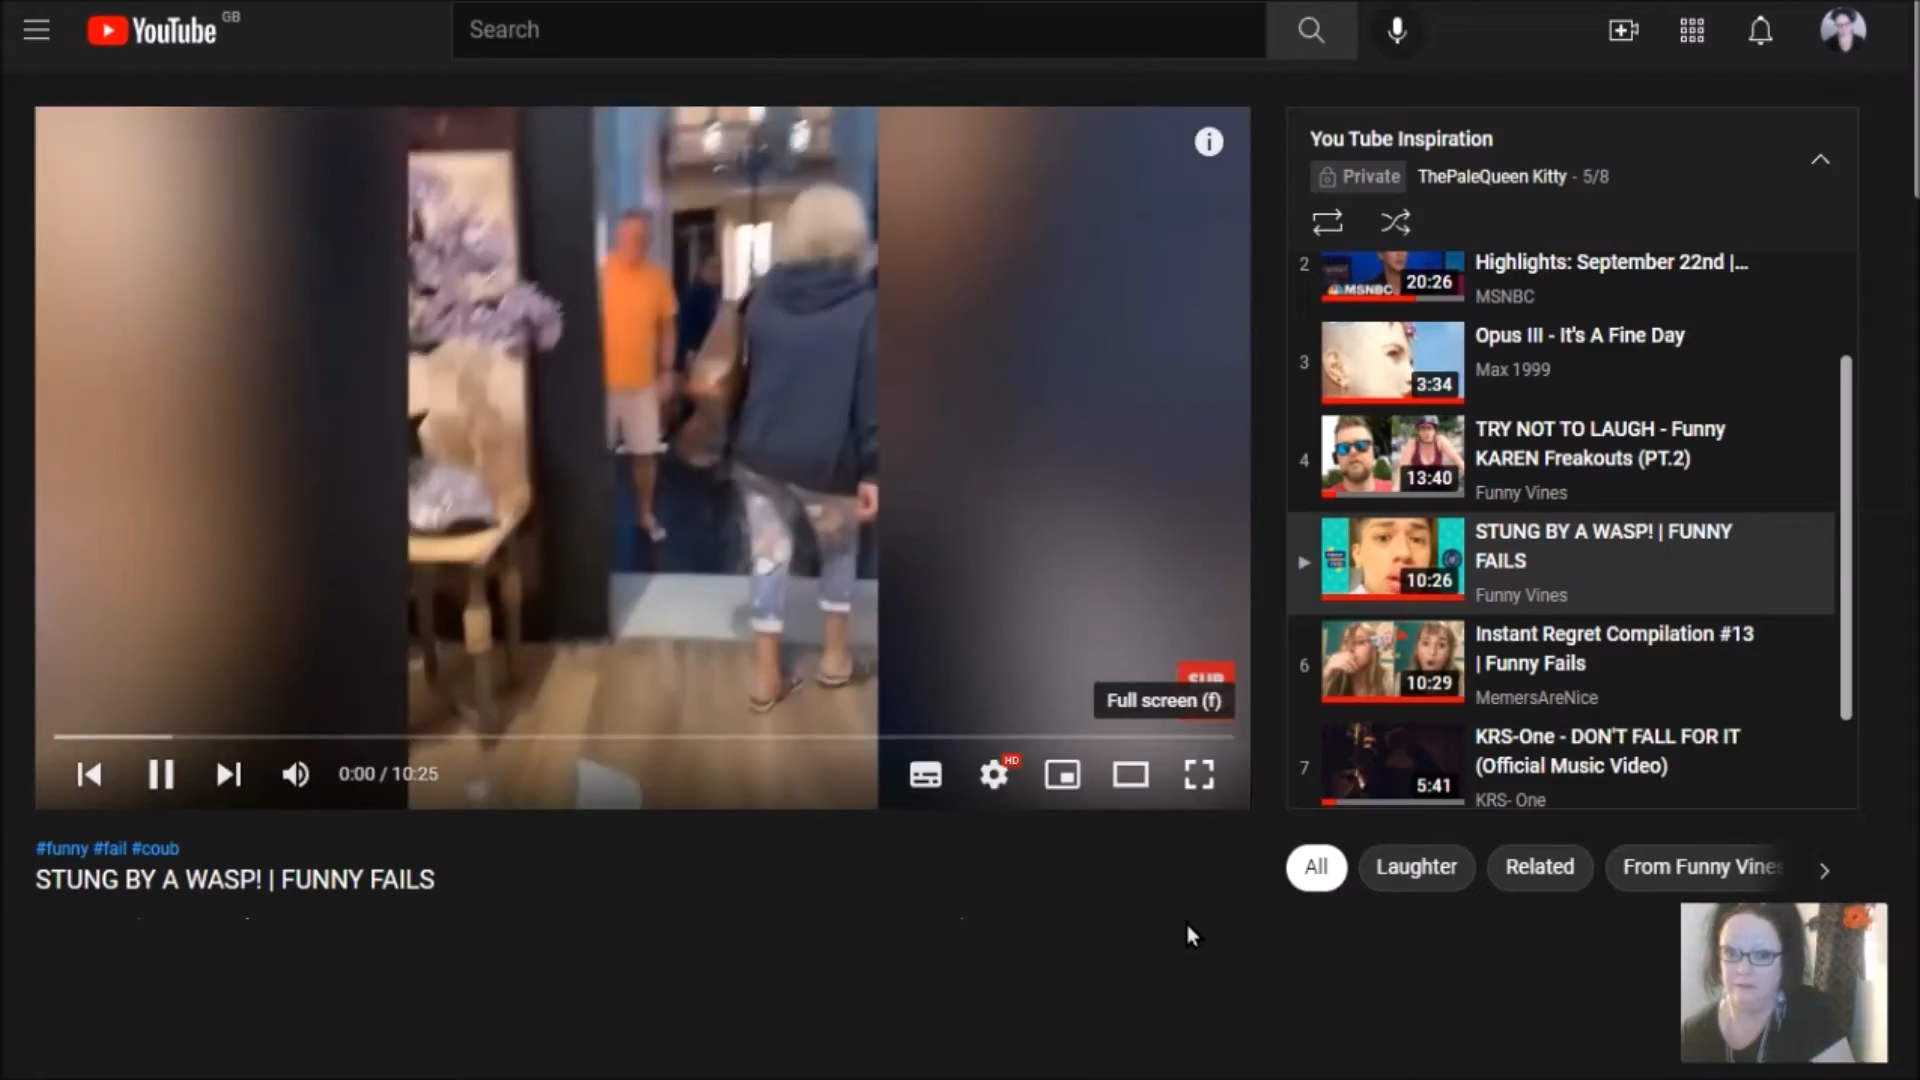 YouTube GB
Search
You Tube Inspiration
Private ThePaleQueen Kitty - 5/8
2
Highlights: September 22nd |...
MSNBC
20:26
MSNBC
3
3:34
Opus III - It's A Fine Day
Max 1999
4
13:40
TRY NOT TO LAUGH - Funny
KAREN Freakouts (PT.2)
Funny Vines
10:26
STUNG BY A WASP! | FUNNY
FAILS
Funny Vines
6
10:29
Instant Regret Compilation #13
| Funny Fails
MemersAreNice
7
5:41
KRS-One - DON'T FALL FOR IT
(Official Music Video)
KRS- One
Full screen (f)
0:00 / 10:25
HD
#funny #fail #coub
STUNG BY A WASP! | FUNNY FAILS
All
Laughter
Related
From Funny Vines